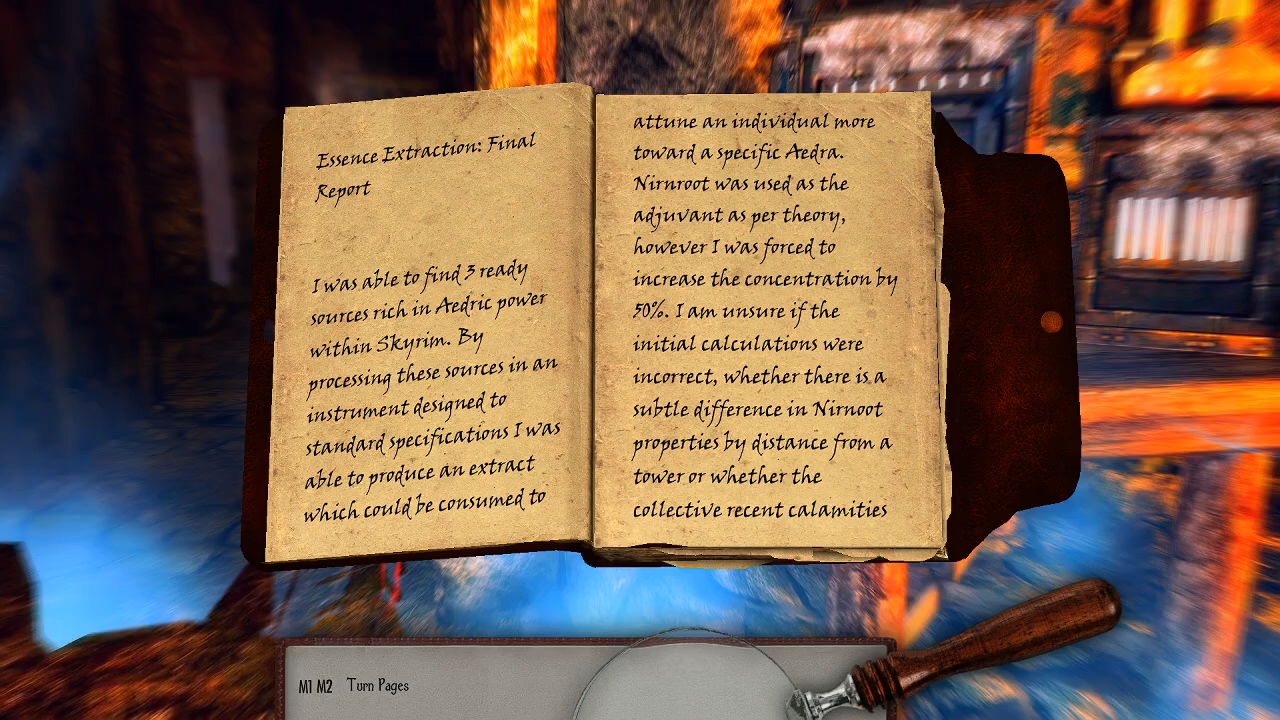 Essence Extraction: Final
Report
I was able to find 3 ready
sources rich in Aedric power
within Skyrim. By
processing these sources in an
instrument designed to
standard specifications I was
able to produce an extract
which could be consumed to
attune an individual more
toward a specific Aedra.
Nirnroot was used as the
adjuvant as per theory,
however I was forced to
increase the concentration by
50%. I am unsure if the
initial calculations were
incorrect, whether there is a
subtle difference in Nirnoot
properties by distance from a
tower or whether the
collective recent calamities
M1 M2 Turn Pages